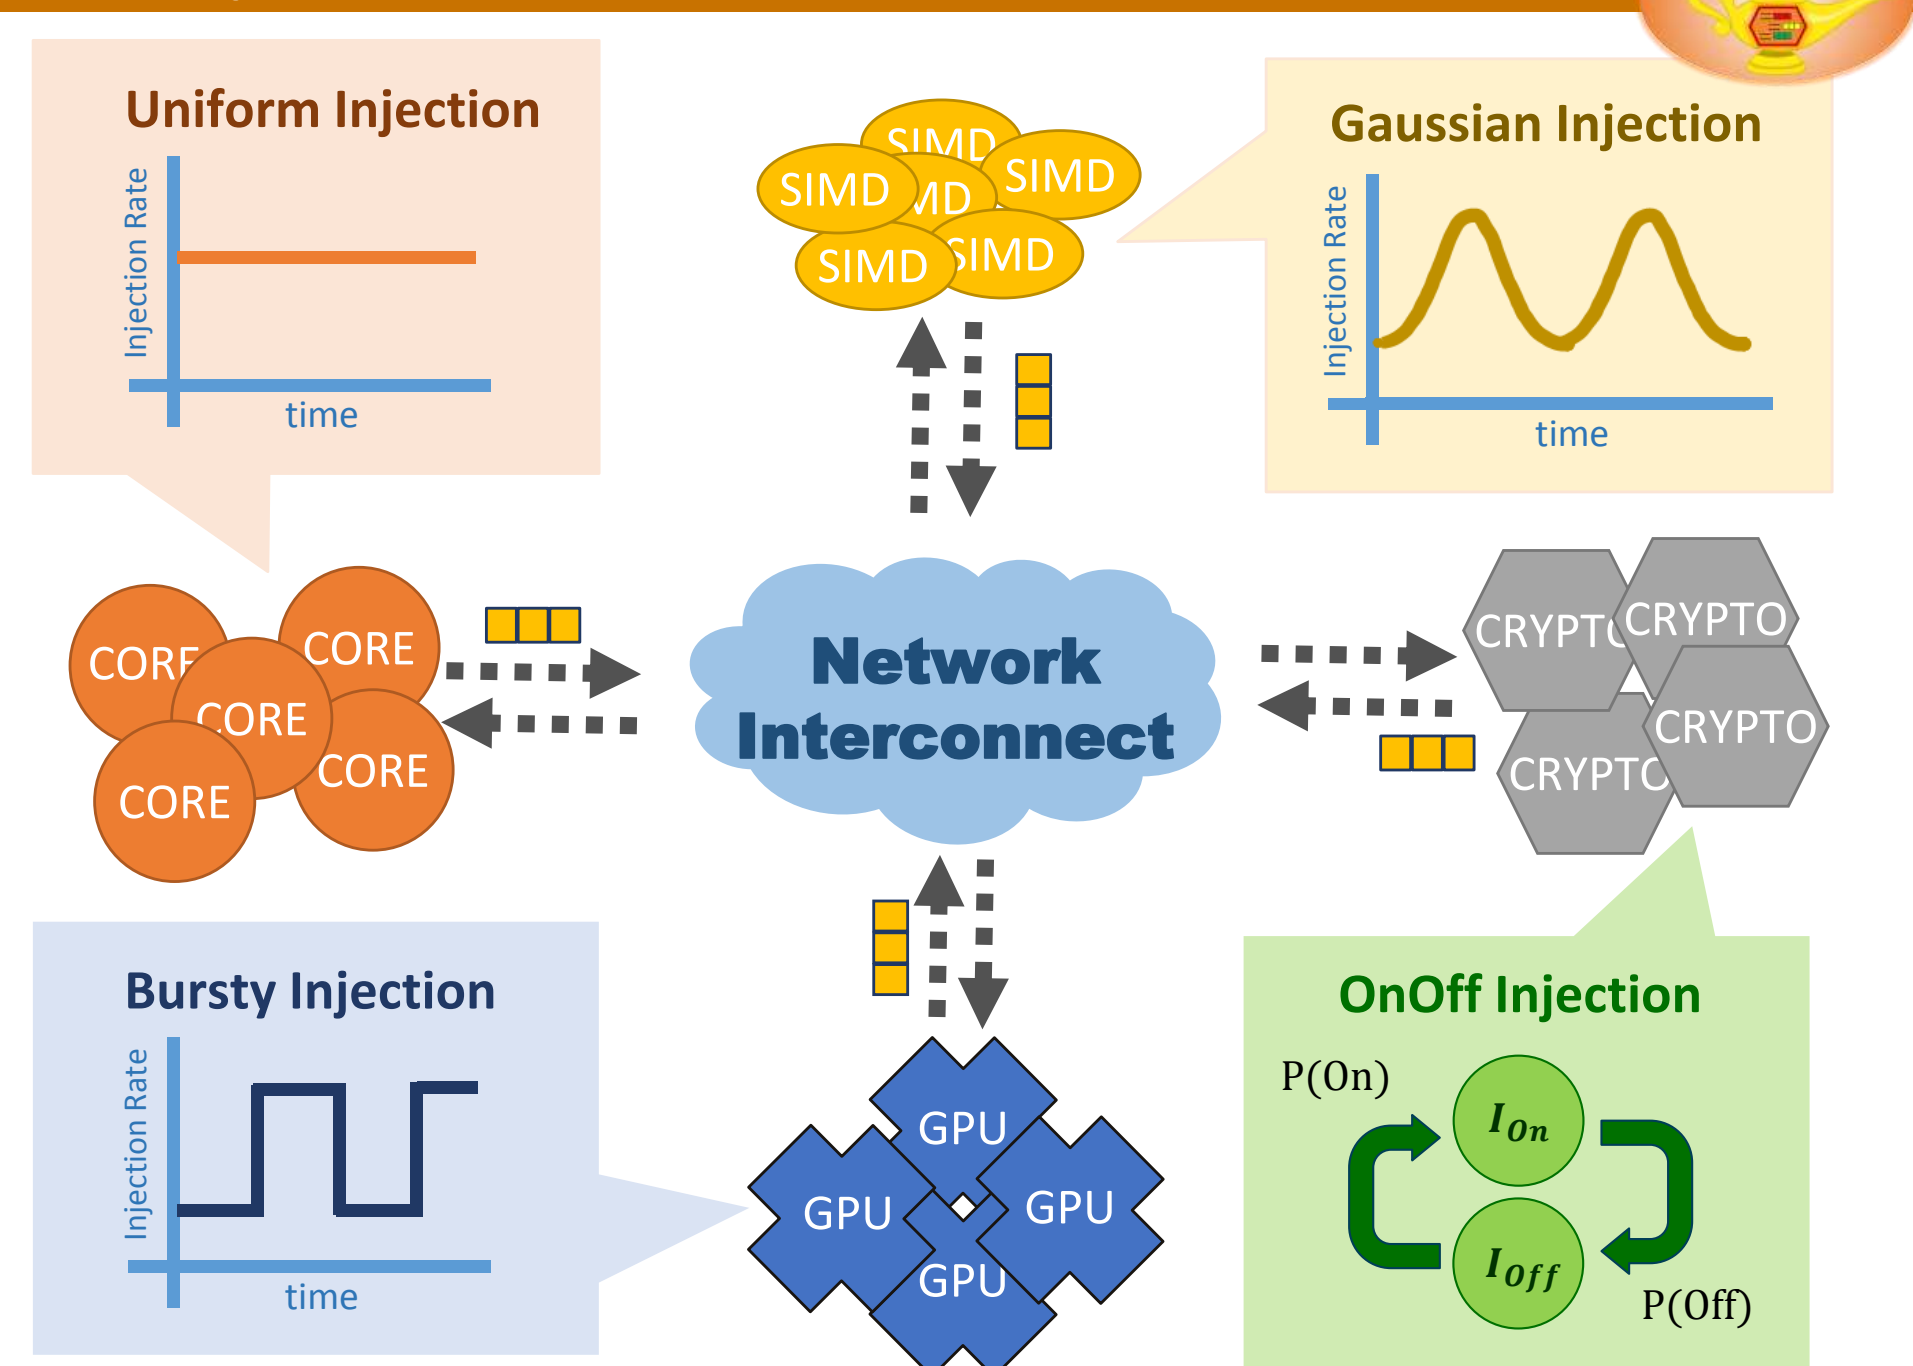 Uniform Injection
Injection Rate
time
SIMD
SIMD
SIMD
SIMD
SIMD
Gaussian Injection
Injection Rate
time
CORE
CORE
CORE
CORE
CORE
Network
Interconnect
CRYPTO
CRYPTO
CRYPTO
CRYPTO
Bursty Injection
Injection Rate
time
GPU
GPU
GPU
GPU
OnOff Injection
P(On)
I_On
I_Off
P(Off)